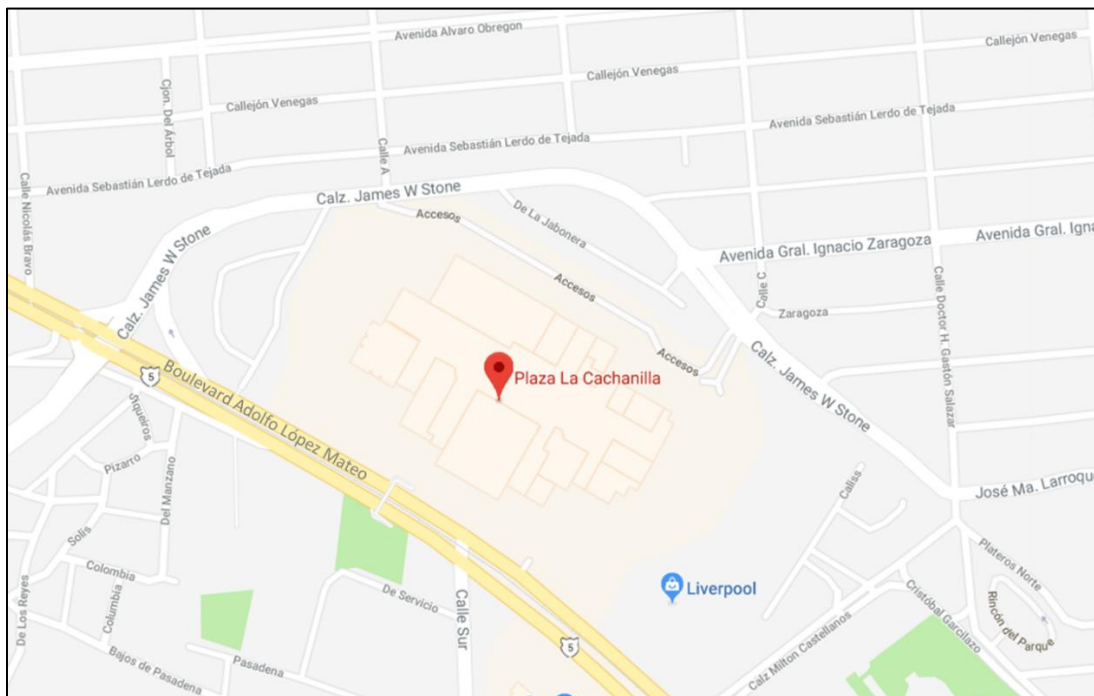 Avenida Alvaro Obregon
Callejón Venegas
Callejón Venegas
Cjon. Del Árbol
Callejón Venegas
Avenida Sebastián Lerdo de Tejada
Avenida Sebastián Lerdo de Tejada
Avenida Sebastián Lerdo de Tejada
Calle A
Calle Nicolás Bravo
Calz. James W Stone
Calz. James W Stone
Accesos
De La Jabonera
Avenida Gral. Ignacio Zaragoza
Avenida Gral. Igna
Accesos
Calle C
Zaragoza
Calle Doctor H. Gastón Salazar
Accesos
Calz. James W Stone
Plaza La Cachanilla
5
Boulevard Adolfo López Mateo
Siqueiros
Pizarro
Del Manzano
Solís
Caliss
José Ma. Larroque
Plateros Norte
Colombia
Columbia
De Los Reyes
De Servicio
Calle Sur
Liverpool
Cristóbal Garcilazo
Rincón del Parque
Calz Milton Castellanos
5
Pasadena
Bajos de Pasadena